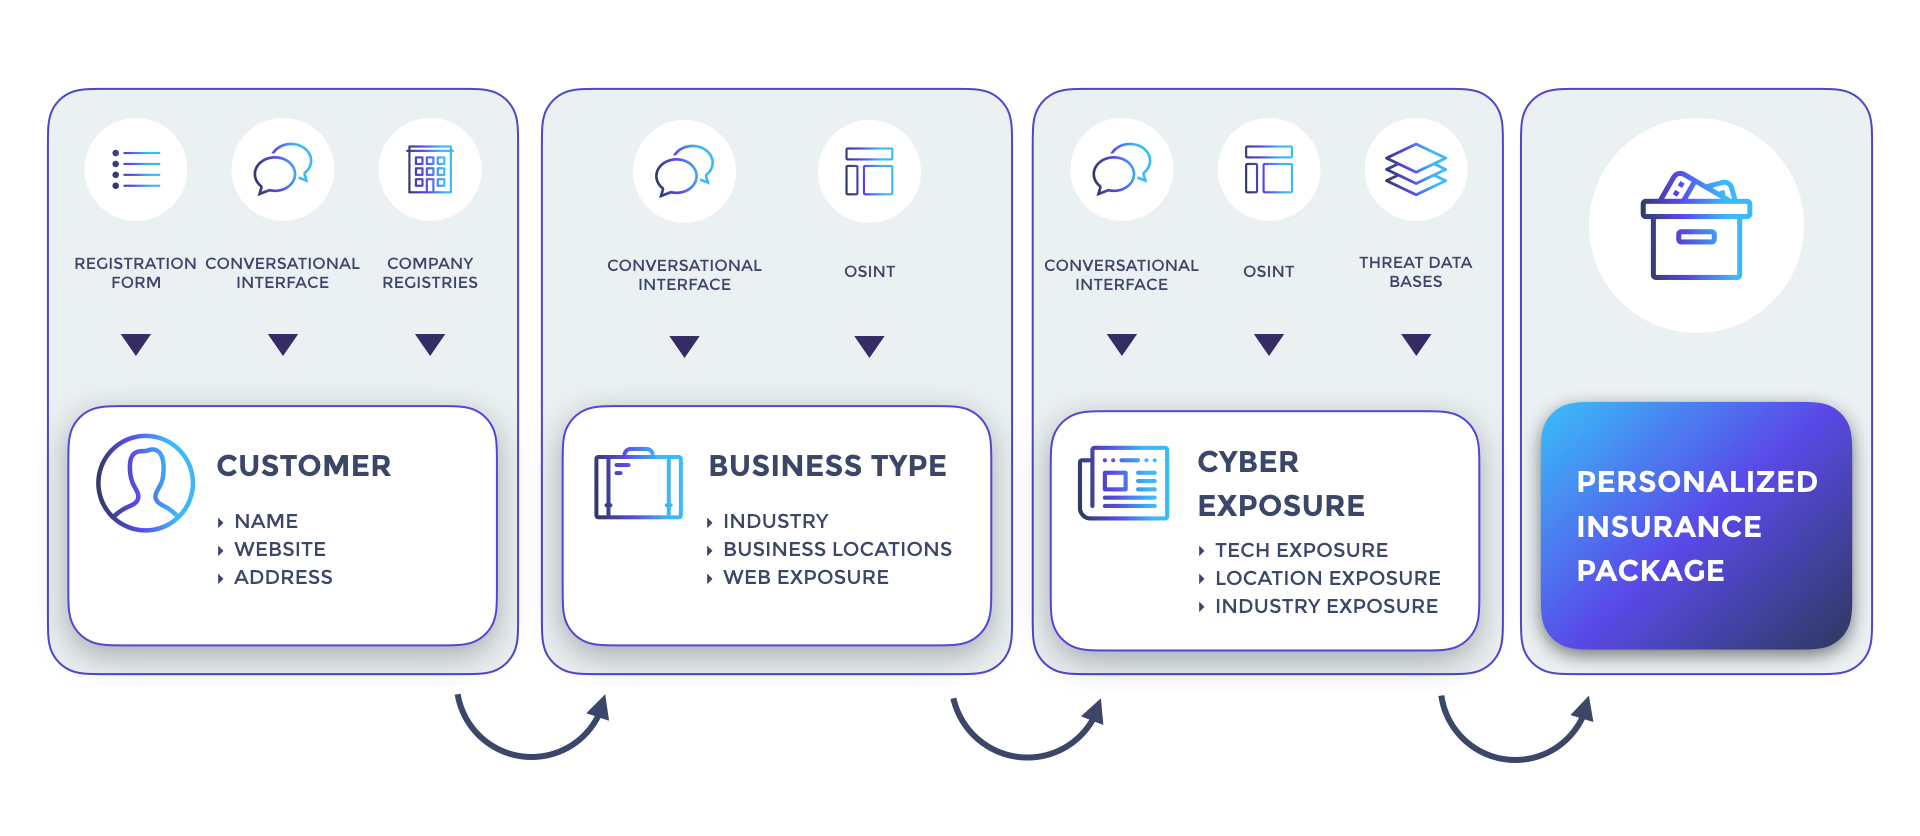 REGISTRATION
FORM
CONVERSATIONAL
INTERFACE
COMPANY
REGISTRIES
CUSTOMER
NAME
WEBSITE
ADDRESS
CONVERSATIONAL
INTERFACE
OSINT
BUSINESS TYPE
INDUSTRY
BUSINESS LOCATIONS
WEB EXPOSURE
CONVERSATIONAL
INTERFACE
OSINT
THREAT DATA
BASES
CYBER
EXPOSURE
TECH EXPOSURE
LOCATION EXPOSURE
INDUSTRY EXPOSURE
PERSONALIZED
INSURANCE
PACKAGE